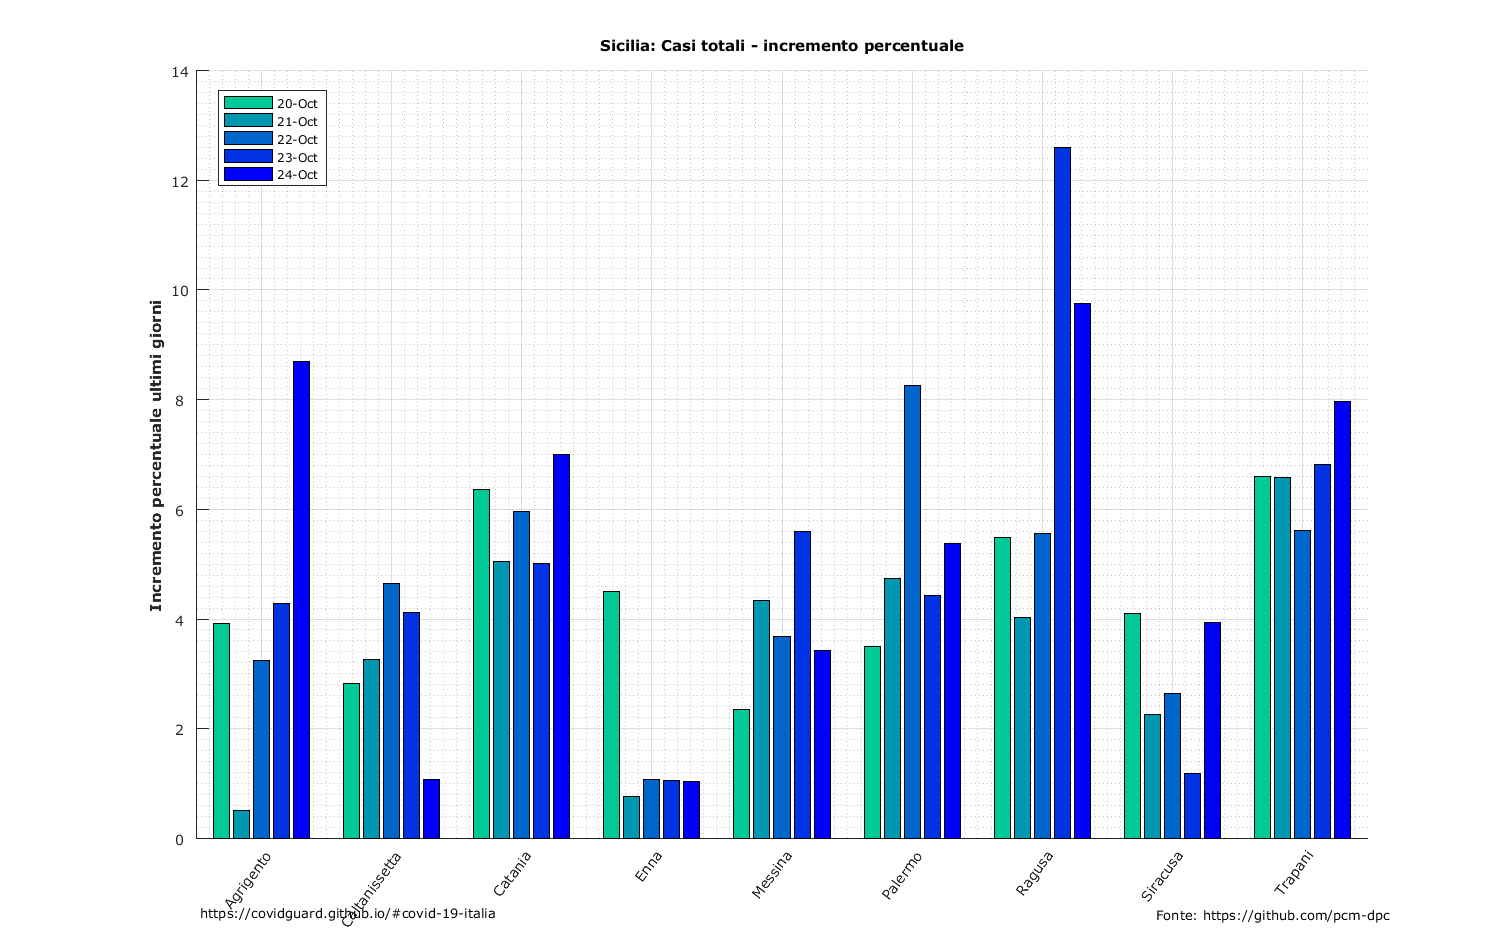 Sicilia: Casi totali - incremento percentuale
14
12
10
8
6
4
2
0
Incremento percentuale ultimi giorni
20-Oct
21-Oct
22-Oct
23-Oct
24-Oct
Agrigento
Caltanissetta
Catania
Enna
Messina
Palermo
Ragusa
Siracusa
Trapani
https://covidguard.github.io/#covid-19-italia
Fonte: https://github.com/pcm-dpc